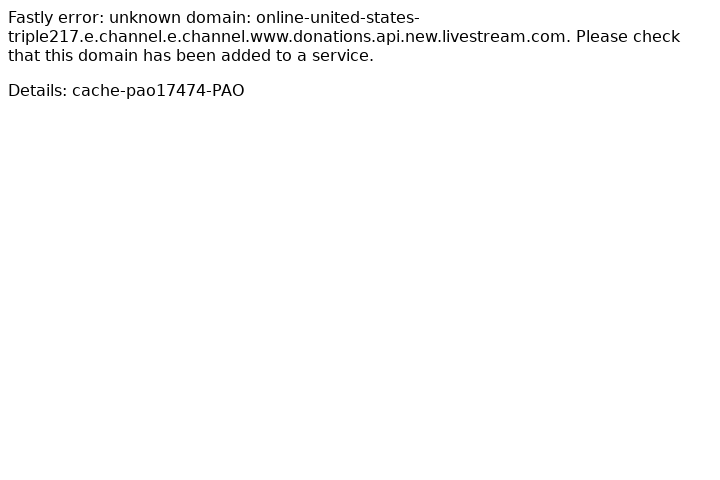 Fastly error: unknown domain: online-united-states-
triple217.e.channel.e.channel.www.donations.api.new.livestream.com. Please check
that this domain has been added to a service.
Details: cache-pao17474-PAO